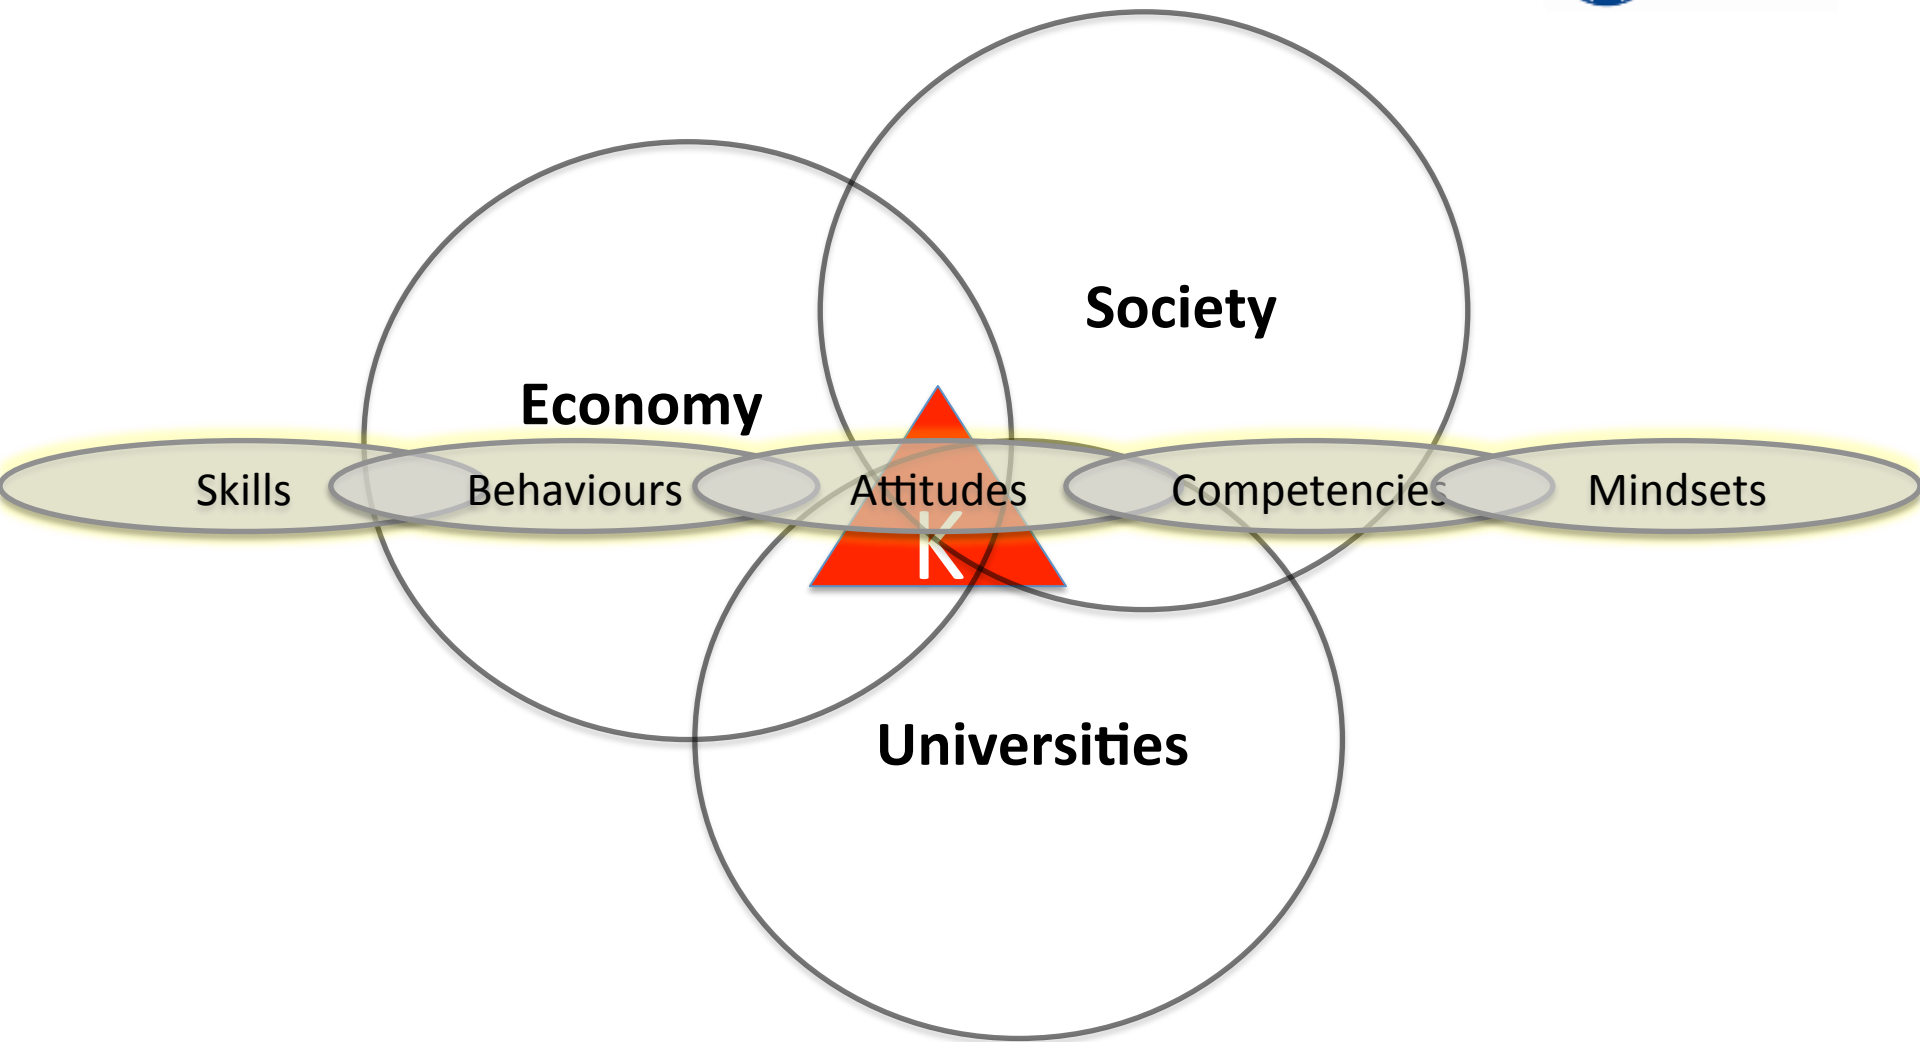 Society
Economy
Skills Behaviours Attitudes Competencies Mindsets
K
Universities